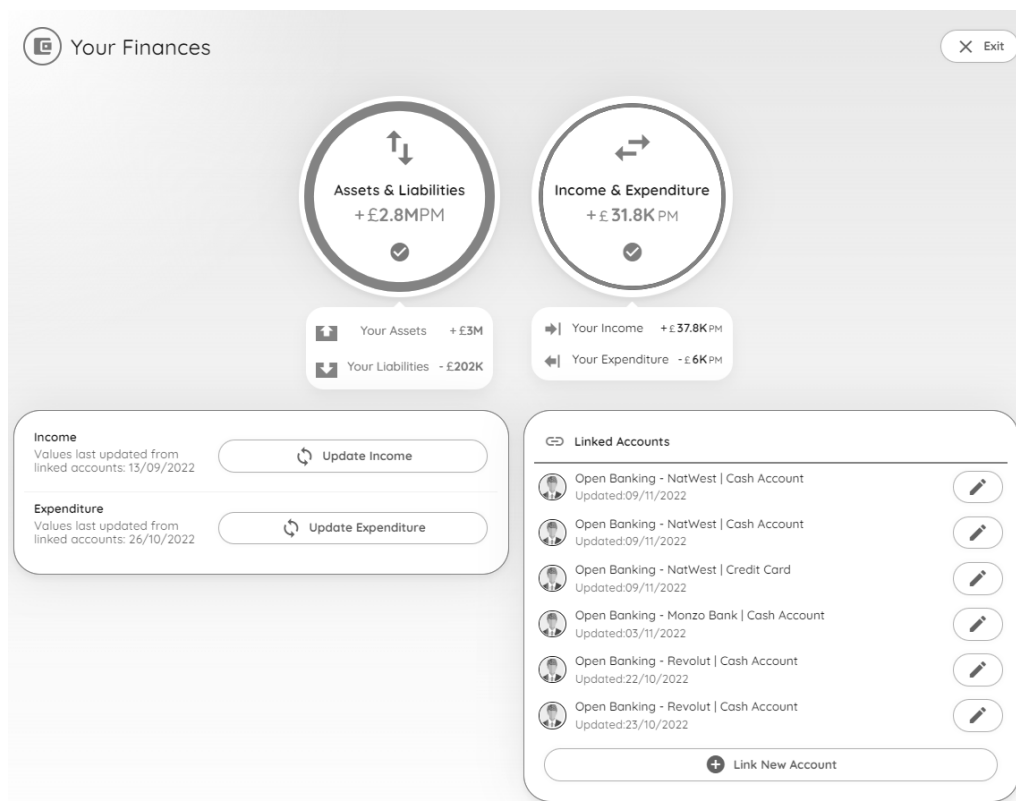 Your Finances
Exit
Assets & Liabilities
+£2.8MPM
Income & Expenditure
+£31.8K PM
Your Assets +£3M
Your Liabilities -£202K
Your Income +£37.8K PM
Your Expenditure -£6K PM
Income
Values last updated from
linked accounts: 13/09/2022
Update Income
Expenditure
Values last updated from
linked accounts: 26/10/2022
Update Expenditure
Linked Accounts
Open Banking - NatWest | Cash Account
Updated:09/11/2022
Open Banking - NatWest | Cash Account
Updated:09/11/2022
Open Banking - NatWest | Credit Card
Updated:09/11/2022
Open Banking - Monzo Bank | Cash Account
Updated:03/11/2022
Open Banking - Revolut | Cash Account
Updated:22/10/2022
Open Banking - Revolut | Cash Account
Updated:23/10/2022
Link New Account